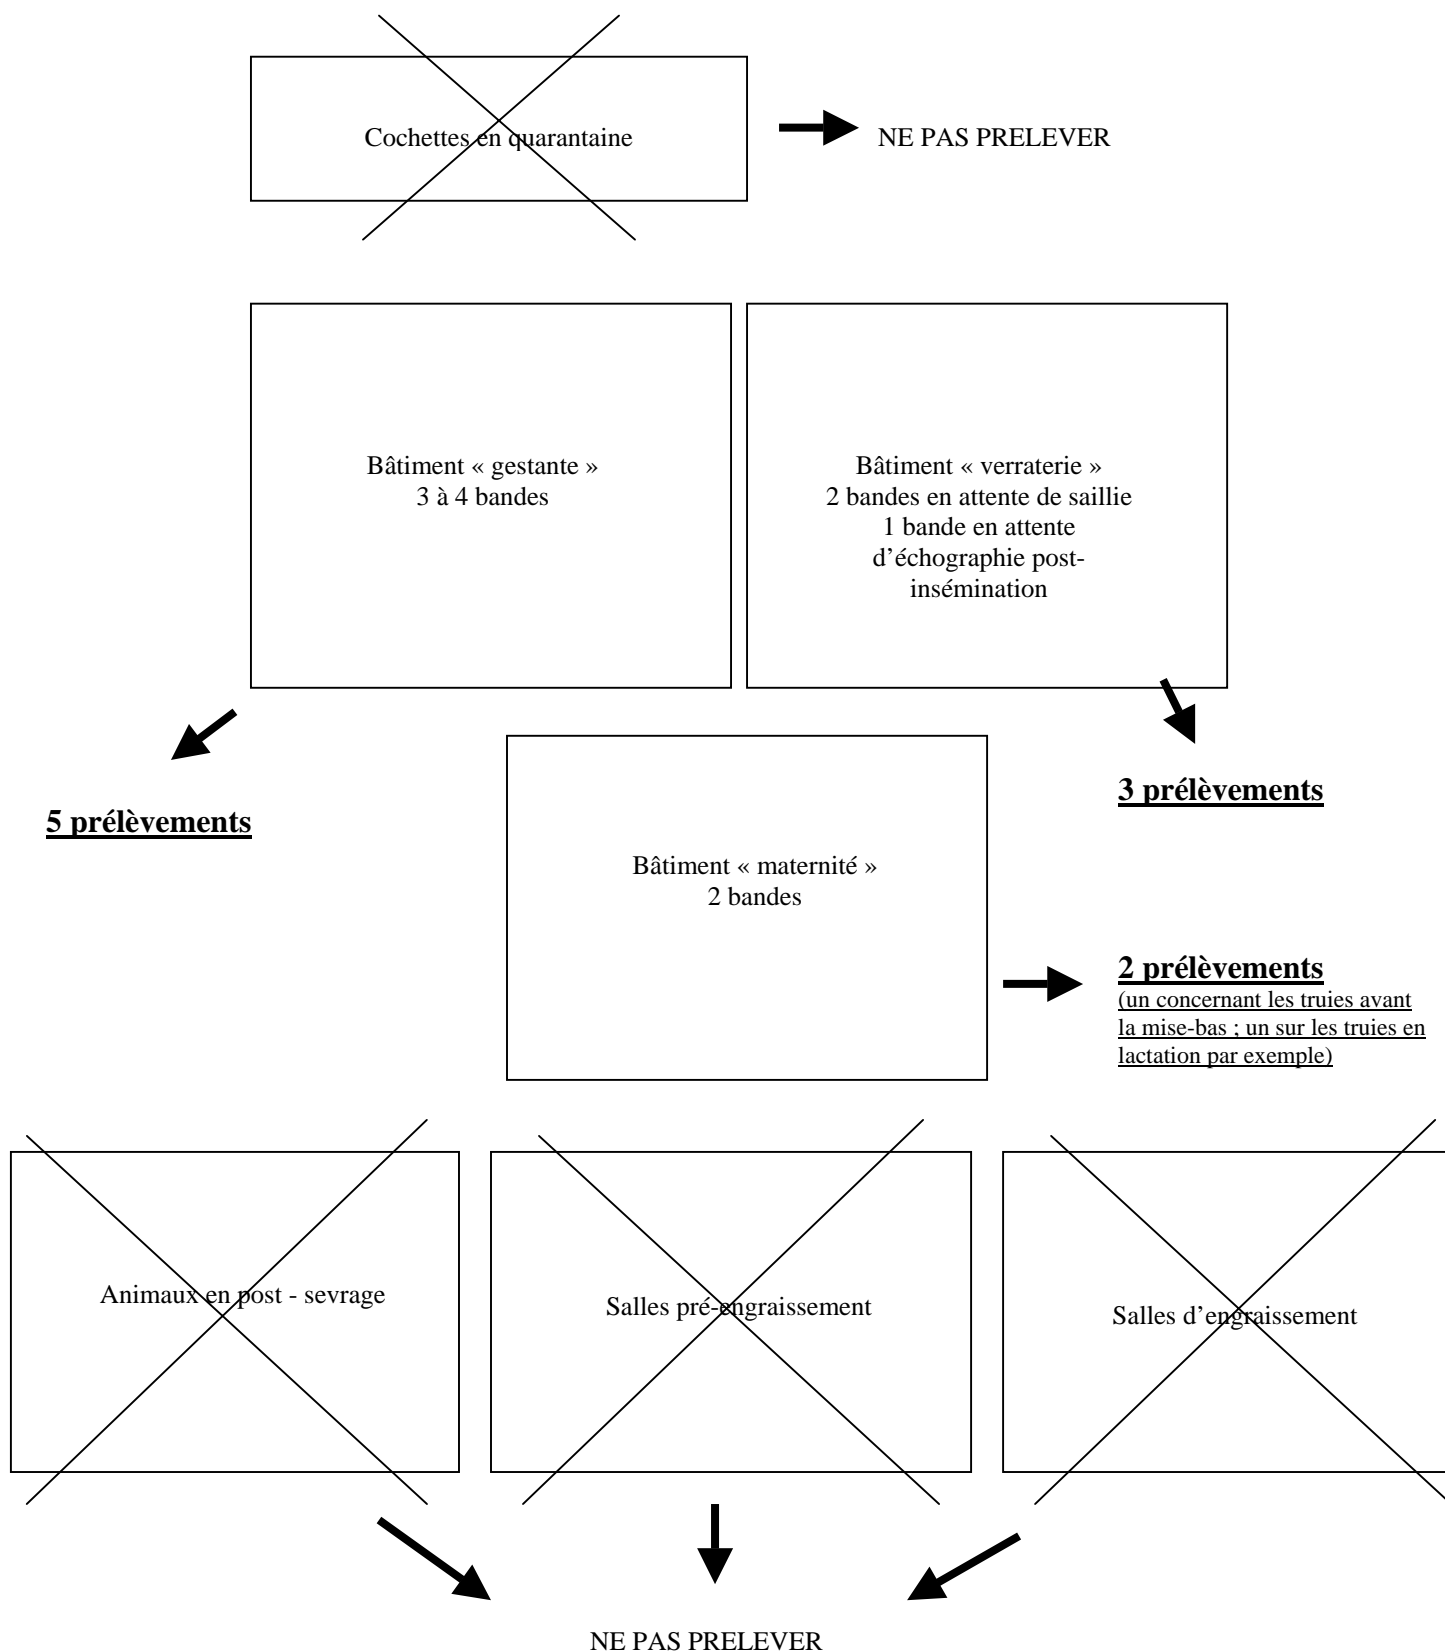 Cochettes en quarantaine
NE PAS PRELEVER
Bâtiment « gestante »
3 à 4 bandes
Bâtiment « verraterie »
2 bandes en attente de saillie
1 bande en attente
d’échographie post-
insémination
5 prélèvements
3 prélèvements
Bâtiment « maternité »
2 bandes
2 prélèvements
(un concernant les truies avant
la mise-bas ; un sur les truies en
lactation par exemple)
Animaux en post - sevrage
Salles pré-engraissement
Salles d’engraissement
NE PAS PRELEVER